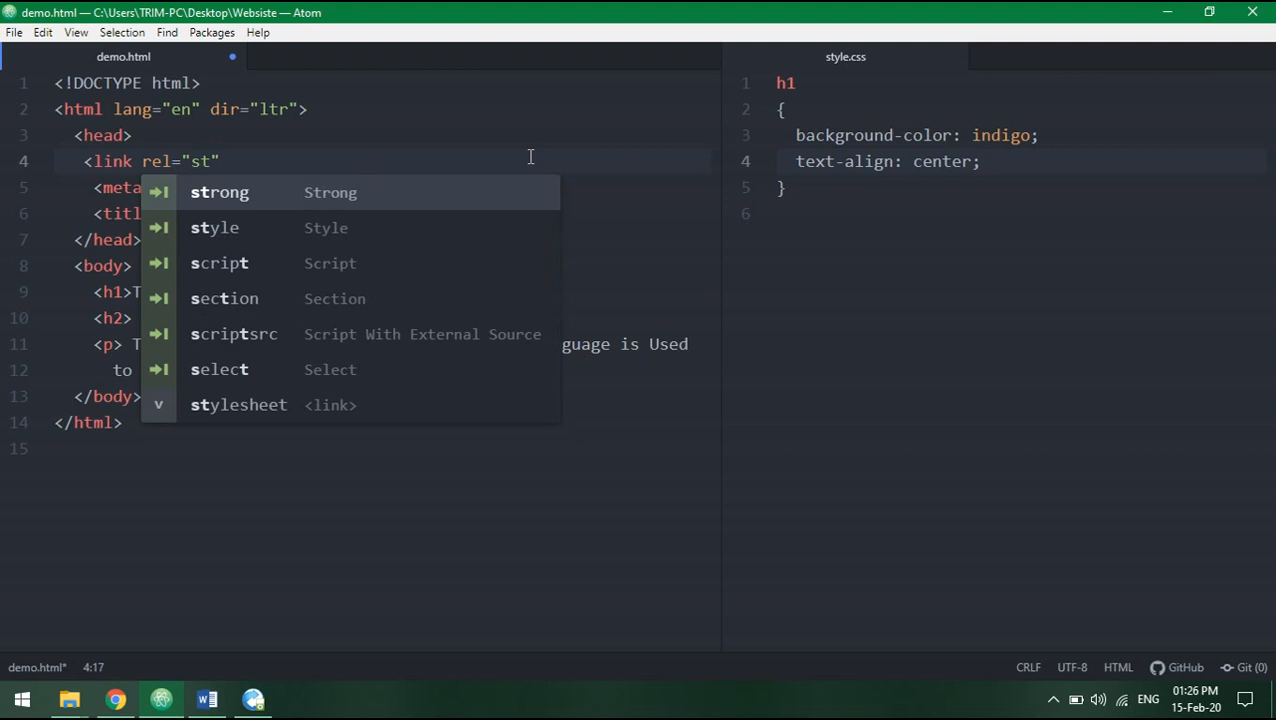 demo.html — C:\Users\TRIM-PC\Desktop\Websiste — Atom
File Edit View Selection Find Packages Help
demo.html
1 <!DOCTYPE html>
2 <html lang="en" dir="ltr">
3 <head>
4 <link rel="st"
5 <meta
6 <titl
7 </head>
8 <body>
9 <h1>T
10 <h2>
11 <p> T guage is Used
12 to
13 </body>
14 </html>
15
strong Strong
style Style
script Script
section Section
scriptsrc Script With External Source
select Select
v stylesheet <link>
style.css
1 h1
2 {
3 background-color: indigo;
4 text-align: center;
5 }
6
demo.html* 4:17 CRLF UTF-8 HTML GitHub Git (0)
ENG 01:26 PM
15-Feb-20